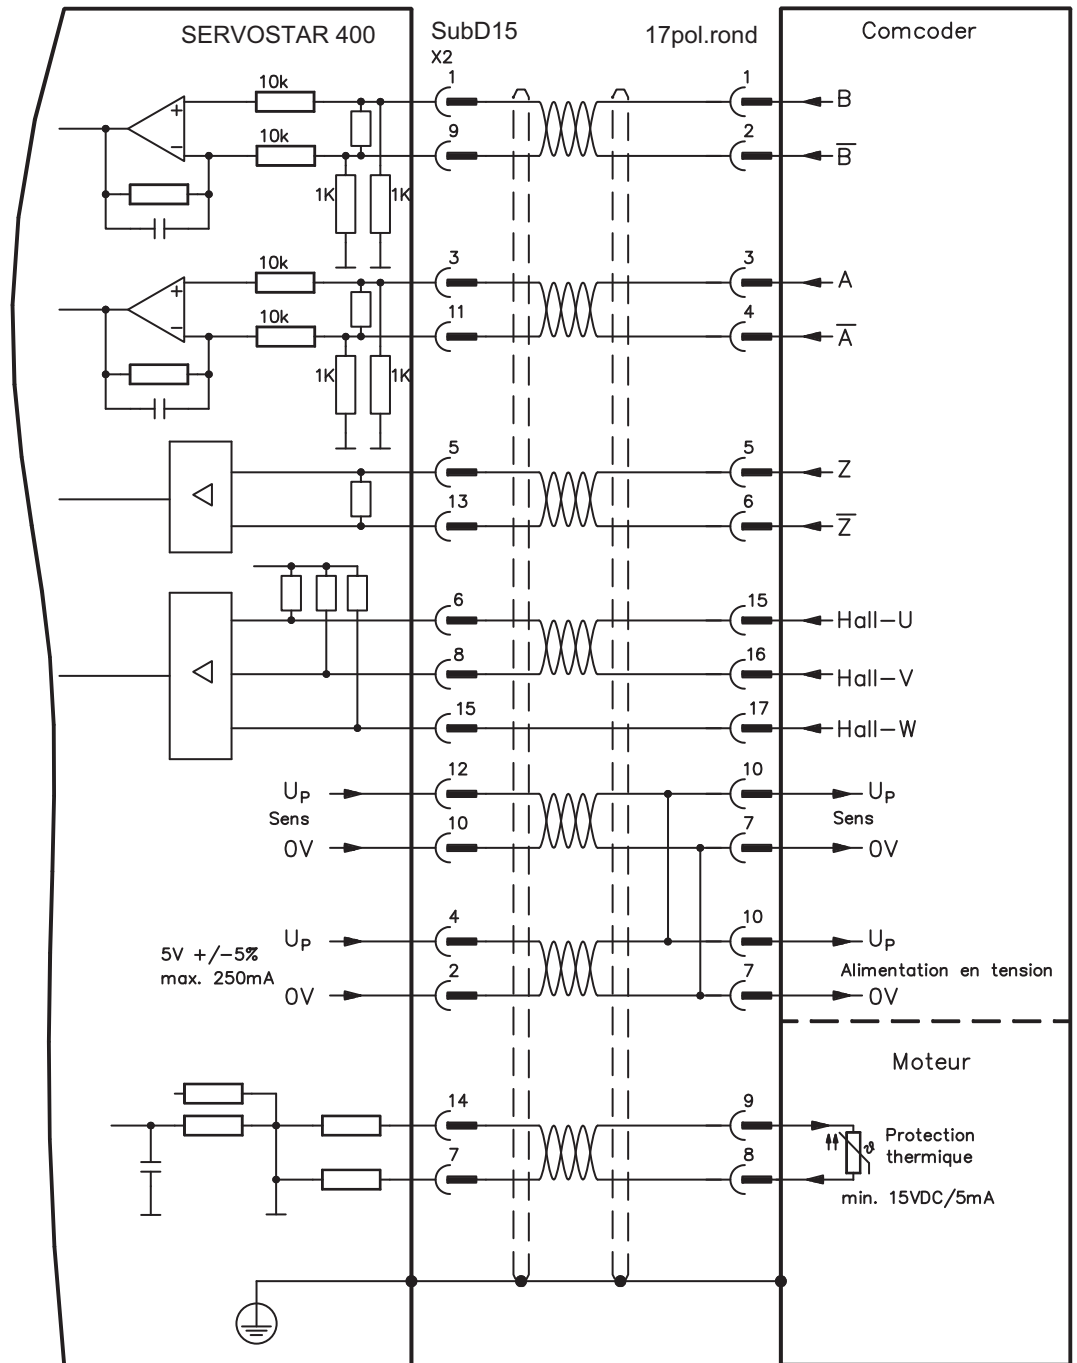 SERVOSTAR 400 SubD15 17pol.rond Comcoder
X2
10k 1 1 B
+
10k 9 2 B̅
−
1K 1K
10k 3 3 A
+
10k 11 4 A̅
−
1K 1K
5 5 Z
13 6 Z̅
6 15 Hall-U
8 16 Hall-V
15 17 Hall-W
UP 12 10 UP
Sens Sens
0V 10 7 0V
UP 4 10 UP
5V +/-5%
max. 250mA Alimentation en tension
0V 2 7 0V
Moteur
14 9
Protection
thermique
ϑ
7 8
min. 15VDC/5mA